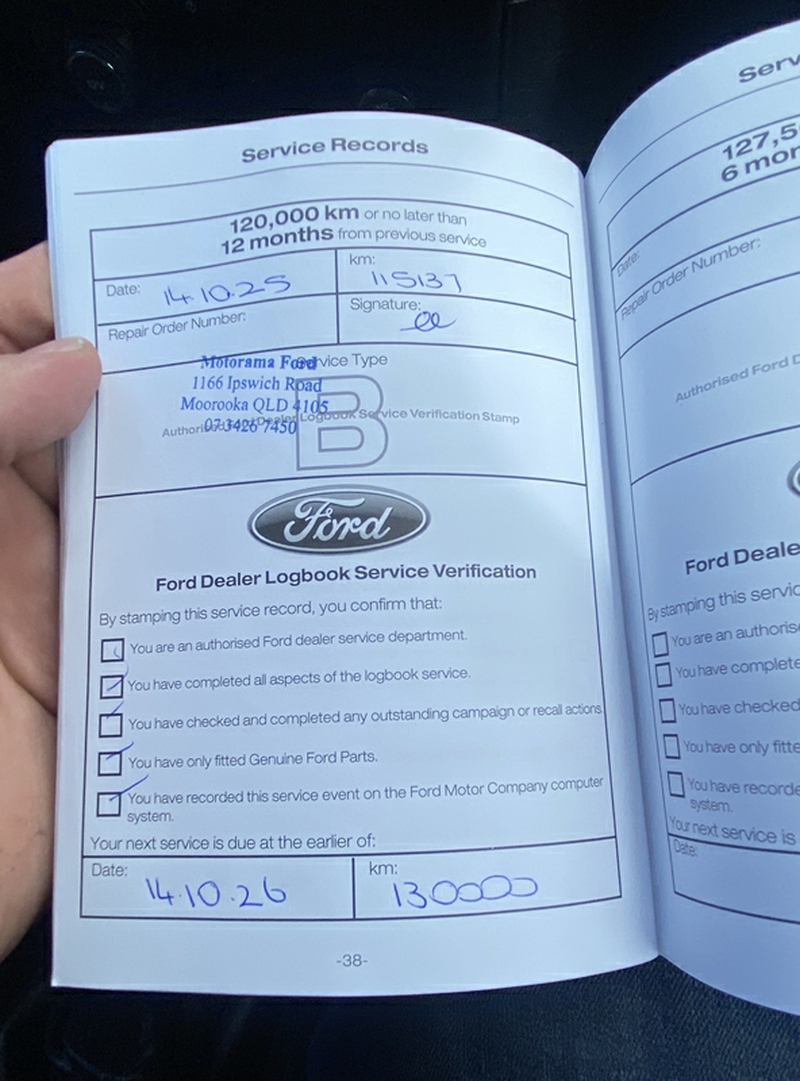 Service Records
120,000 km or no later than
12 months from previous service
Date: 14.10.25
km: 115137
Repair Order Number:
Signature:
Service Type
Motorama Ford
1166 Ipswich Road
Moorooka QLD 4105
07 3426 7450
B
Authorised Ford Dealer Logbook Service Verification Stamp
Ford
Ford Dealer Logbook Service Verification
By stamping this service record, you confirm that:
You are an authorised Ford dealer service department.
You have completed all aspects of the logbook service.
You have checked and completed any outstanding campaign or recall actions.
You have only fitted Genuine Ford Parts.
You have recorded this service event on the Ford Motor Company computer
system.
Your next service is due at the earlier of:
Date: 14.10.26
km: 130000
-38-
Serv
127,5
6 mon
Date:
Repair Order Number:
Authorised Ford D
Ford Deale
By stamping this servic
You are an authoris
You have complete
You have checked
You have only fitte
You have recorde
system.
Your next service is
Date: